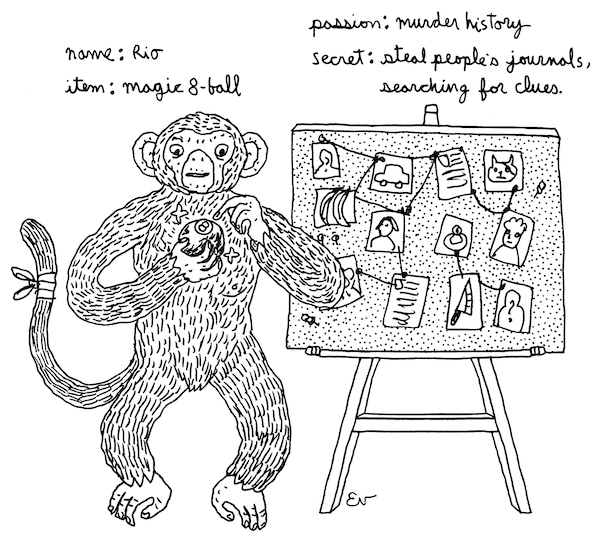 name: Rio
item: magic 8-ball
passion: murder history
secret: steal people's journals,
searching for clues.
8
?
Ev